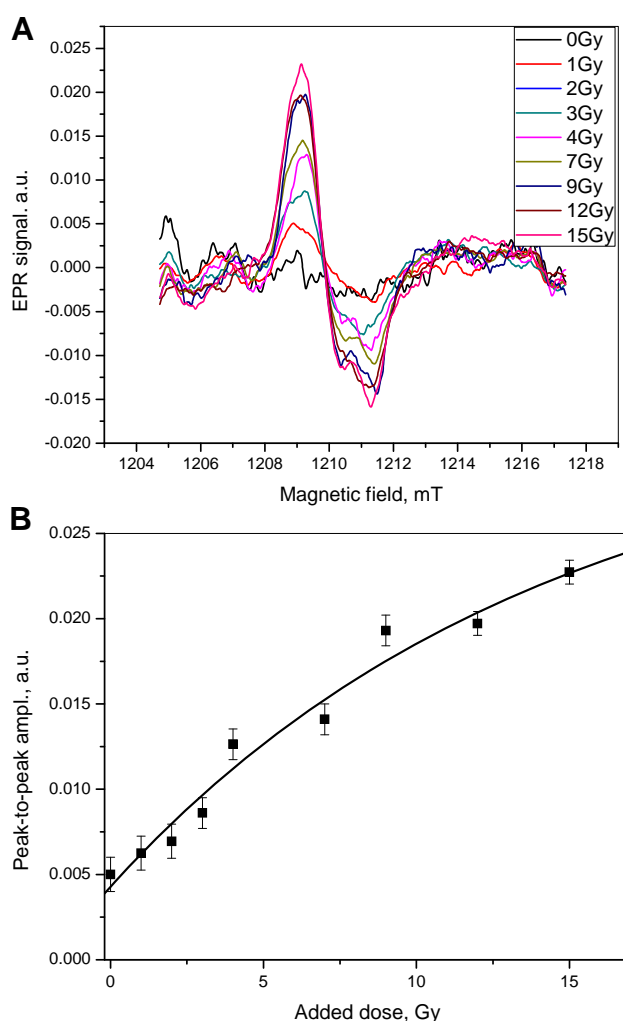 A
0.025
0.020
0.015
0.010
0.005
0.000
-0.005
-0.010
-0.015
-0.020
EPR signal. a.u.
0Gy
1Gy
2Gy
3Gy
4Gy
7Gy
9Gy
12Gy
15Gy
1204 1206 1208 1210 1212 1214 1216 1218
Magnetic field, mT
B
0.025
0.020
0.015
0.010
0.005
0.000
Peak-to-peak ampl., a.u.
0 5 10 15
Added dose, Gy